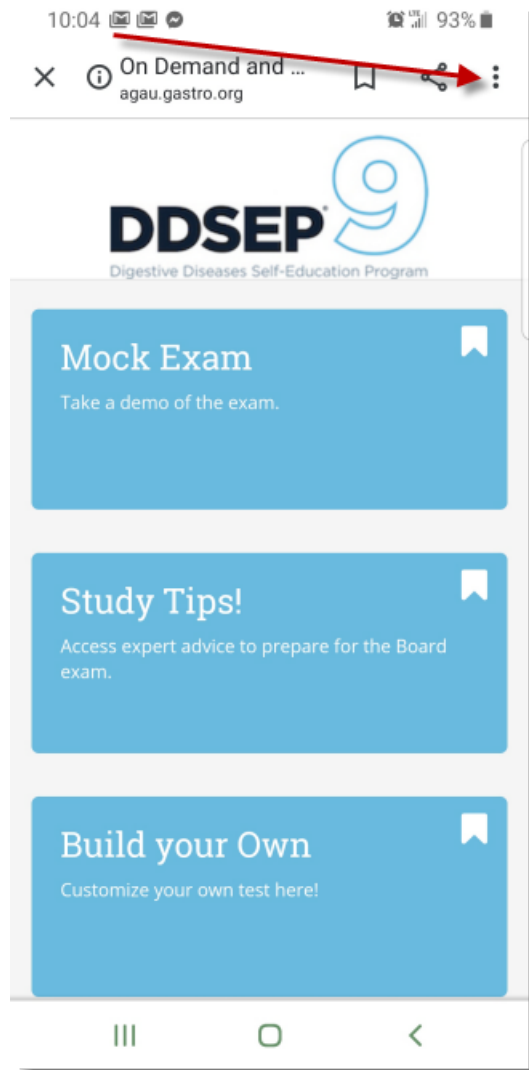 10:04 LTE 93%
On Demand and ...
agau.gastro.org
DDSEP® 9
Digestive Diseases Self-Education Program
Mock Exam
Take a demo of the exam.
Study Tips!
Access expert advice to prepare for the Board
exam.
Build your Own
Customize your own test here!